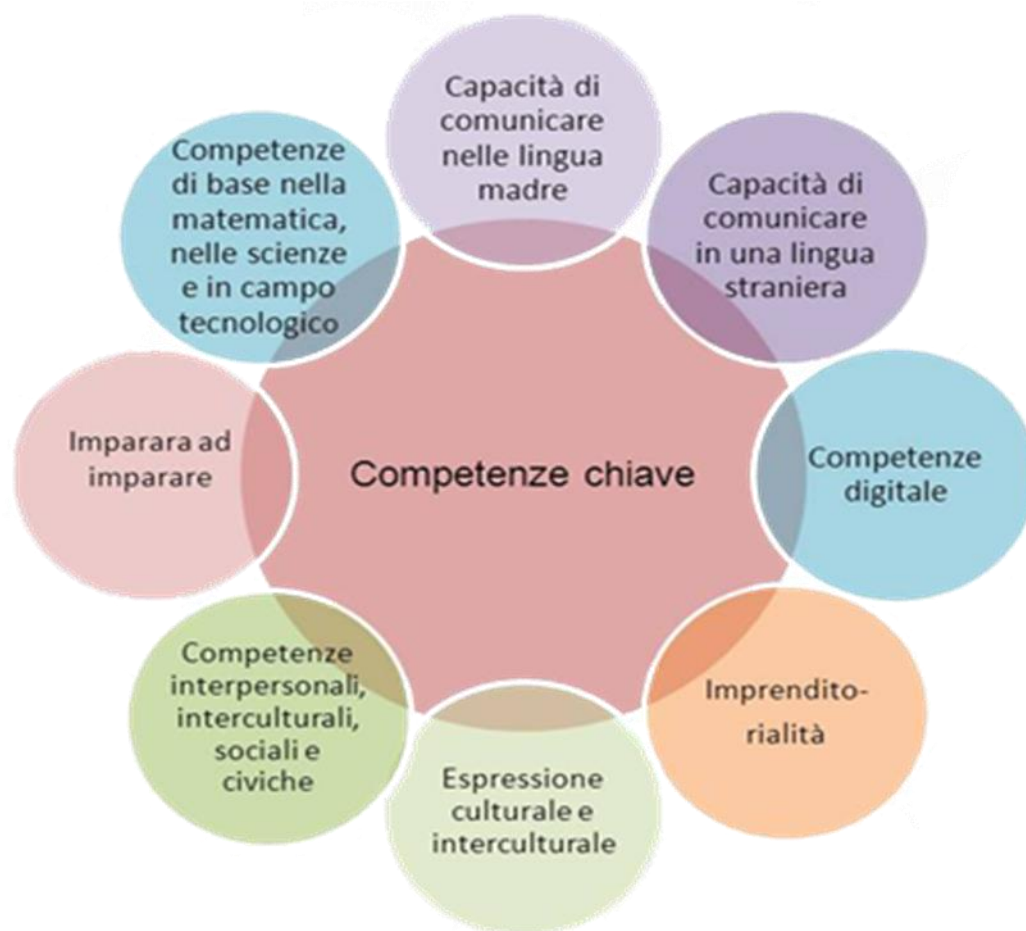 Capacità di
comunicare
nelle lingua
madre
Capacità di
comunicare
in una lingua
straniera
Competenze
digitale
Imprendito-
rialità
Espressione
culturale e
interculturale
Competenze
interpersonali,
interculturali,
sociali e
civiche
Imparara ad
imparare
Competenze
di base nella
matematica,
nelle scienze
e in campo
tecnologico
Competenze chiave